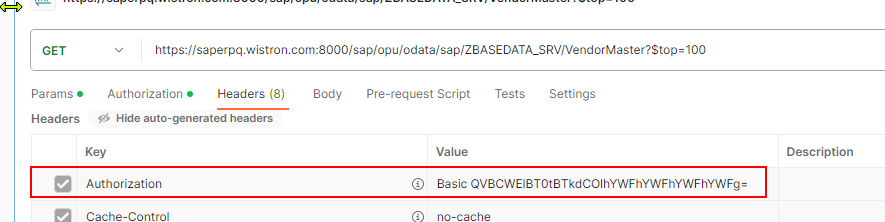 https://saperpq.wistron.com:8000/sap/opu/odata/sap/ZBASEDATA_SRV/VendorMaster?$top=100
GET https://saperpq.wistron.com:8000/sap/opu/odata/sap/ZBASEDATA_SRV/VendorMaster?$top=100
Params Authorization Headers (8) Body Pre-request Script Tests Settings
Headers Hide auto-generated headers
Key Value Description
Authorization Basic QVBCWElBT0tBTkdCOlhYWFhYWFhYWFhYWFg=
Cache-Control no-cache